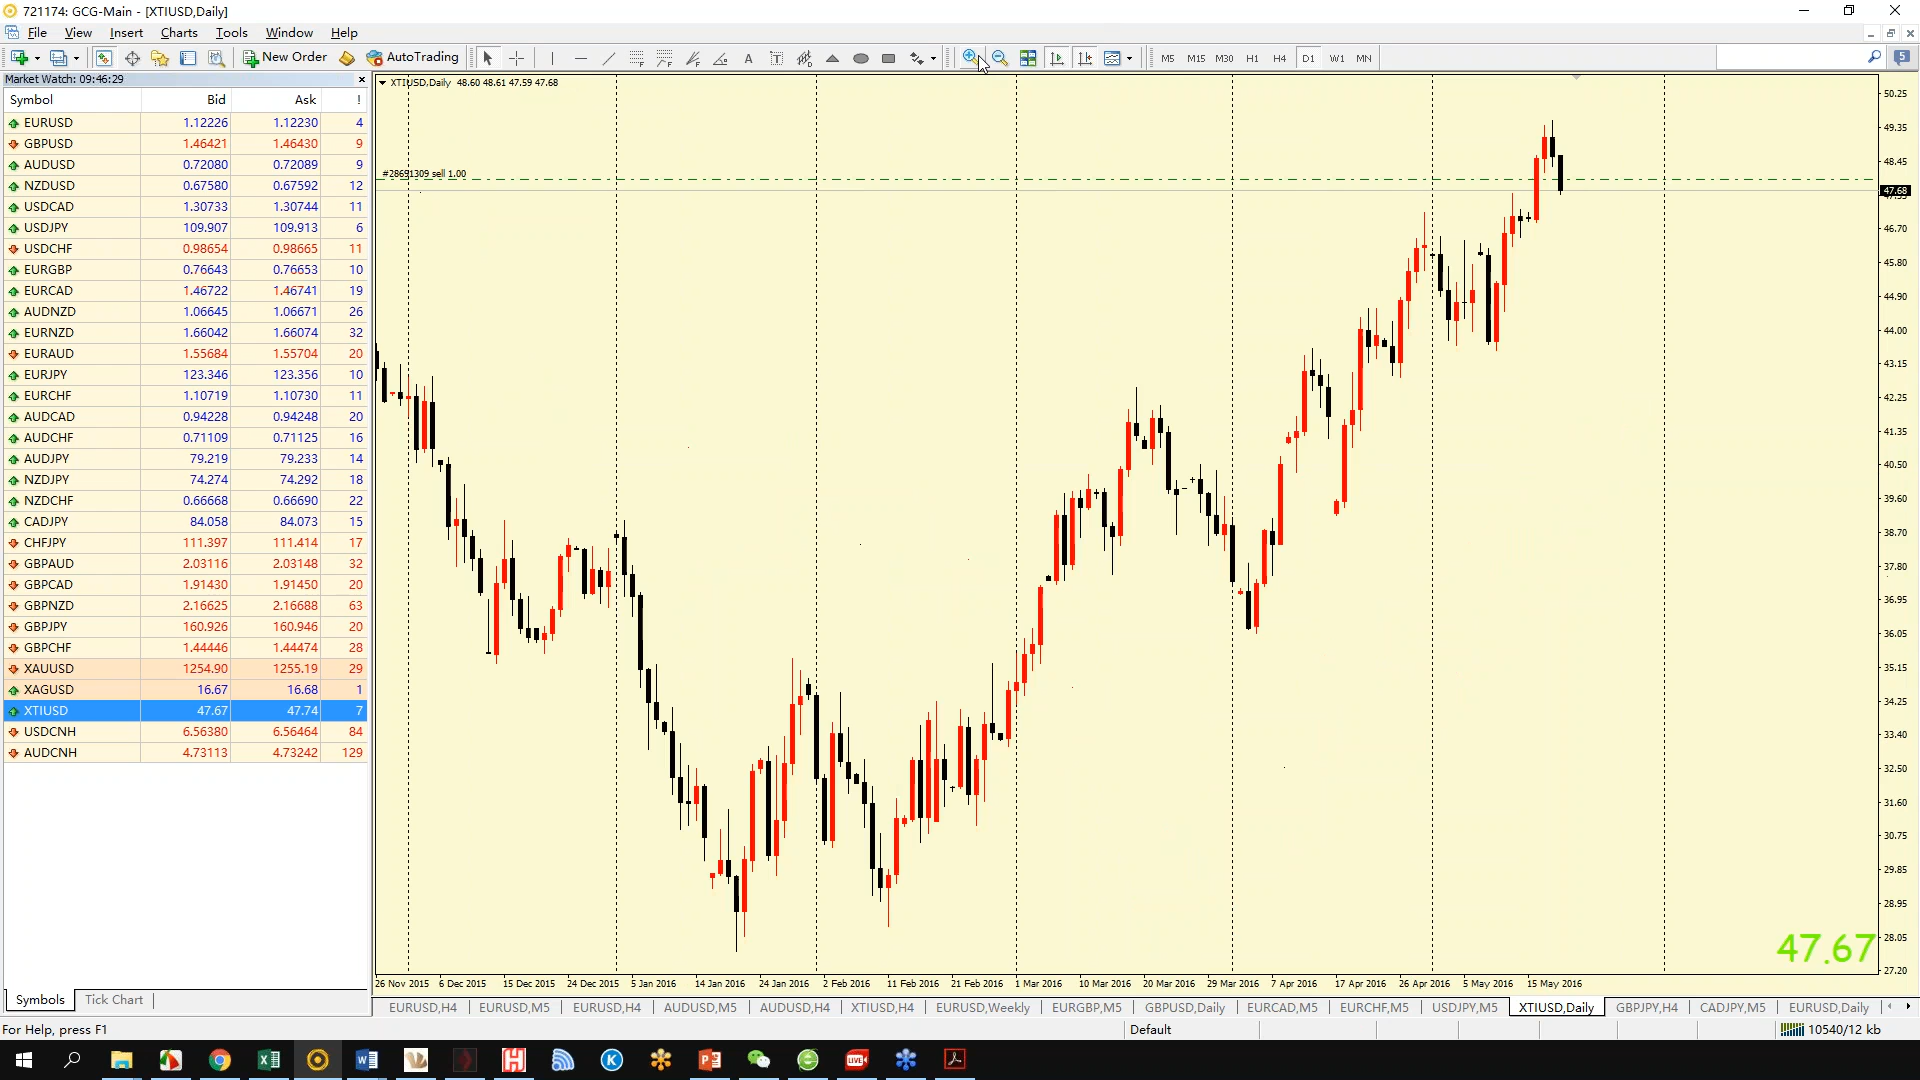 721174: GCG-Main - [XTIUSD,Daily]
File View Insert Charts Tools Window Help
New Order AutoTrading A T M5 M15 M30 H1 H4 D1 W1 MN 5
Market Watch: 09:46:29
Symbol Bid Ask !
EURUSD 1.12226 1.12230 4
GBPUSD 1.46421 1.46430 9
AUDUSD 0.72080 0.72089 9
NZDUSD 0.67580 0.67592 12
USDCAD 1.30733 1.30744 11
USDJPY 109.907 109.913 6
USDCHF 0.98654 0.98665 11
EURGBP 0.76643 0.76653 10
EURCAD 1.46722 1.46741 19
AUDNZD 1.06645 1.06671 26
EURNZD 1.66042 1.66074 32
EURAUD 1.55684 1.55704 20
EURJPY 123.346 123.356 10
EURCHF 1.10719 1.10730 11
AUDCAD 0.94228 0.94248 20
AUDCHF 0.71109 0.71125 16
AUDJPY 79.219 79.233 14
NZDJPY 74.274 74.292 18
NZDCHF 0.66668 0.66690 22
CADJPY 84.058 84.073 15
CHFJPY 111.397 111.414 17
GBPAUD 2.03116 2.03148 32
GBPCAD 1.91430 1.91450 20
GBPNZD 2.16625 2.16688 63
GBPJPY 160.926 160.946 20
GBPCHF 1.44446 1.44474 28
XAUUSD 1254.90 1255.19 29
XAGUSD 16.67 16.68 1
XTIUSD 47.67 47.74 7
USDCNH 6.56380 6.56464 84
AUDCNH 4.73113 4.73242 129
Symbols Tick Chart
XTIUSD,Daily 48.60 48.61 47.59 47.68
#28691309 sell 1.00
50.25
49.35
48.45
47.68
46.70
45.80
44.90
44.00
43.15
42.25
41.35
40.50
39.60
38.70
37.80
36.95
36.05
35.15
34.25
33.40
32.50
31.60
30.75
29.85
28.95
28.05
27.20
47.67
26 Nov 2015 6 Dec 2015 15 Dec 2015 24 Dec 2015 5 Jan 2016 14 Jan 2016 24 Jan 2016 2 Feb 2016 11 Feb 2016 21 Feb 2016 1 Mar 2016 10 Mar 2016 20 Mar 2016 29 Mar 2016 7 Apr 2016 17 Apr 2016 26 Apr 2016 5 May 2016 15 May 2016
EURUSD,H4 EURUSD,M5 EURUSD,H4 AUDUSD,M5 AUDUSD,H4 XTIUSD,H4 EURUSD,Weekly EURGBP,M5 GBPUSD,Daily EURCAD,M5 EURCHF,M5 USDJPY,M5 XTIUSD,Daily GBPJPY,H4 CADJPY,M5 EURUSD,Daily
For Help, press F1 Default 10540/12 kb